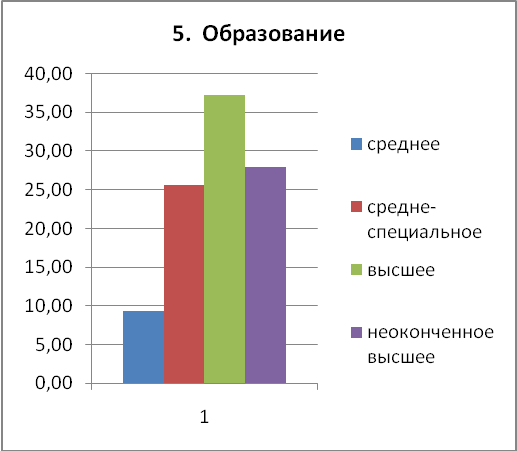 5. Образование
40,00
35,00
30,00
25,00
20,00
15,00
10,00
5,00
0,00
1
среднее
средне-
специальное
высшее
неоконченное
высшее